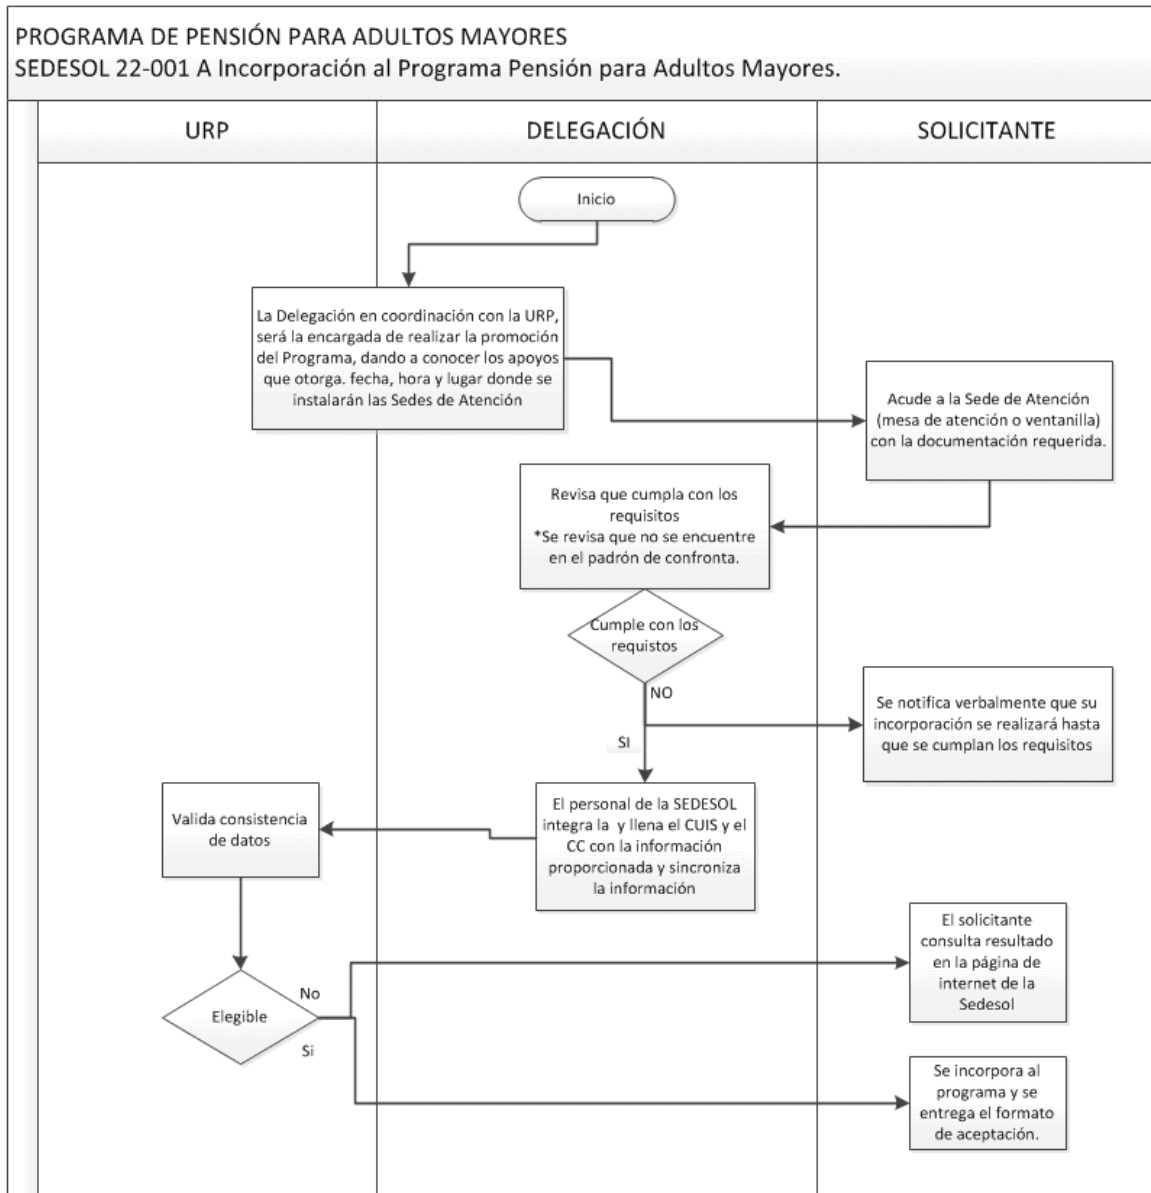 PROGRAMA DE PENSIÓN PARA ADULTOS MAYORES
SEDESOL 22-001 A Incorporación al Programa Pensión para Adultos Mayores.
URP
DELEGACIÓN
SOLICITANTE
Inicio
La Delegación en coordinación con la URP,
será la encargada de realizar la promoción
del Programa, dando a conocer los apoyos
que otorga. fecha, hora y lugar donde se
instalarán las Sedes de Atención
Acude a la Sede de Atención
(mesa de atención o ventanilla)
con la documentación requerida.
Revisa que cumpla con los
requisitos
*Se revisa que no se encuentre
en el padrón de confronta.
Cumple con los
requistos
NO
SI
Se notifica verbalmente que su
incorporación se realizará hasta
que se cumplan los requisitos
El personal de la SEDESOL
integra la  y llena el CUIS y el
CC con la información
proporcionada y sincroniza
la información
Valida consistencia
de datos
Elegible
No
Si
El solicitante
consulta resultado
en la página de
internet de la
Sedesol
Se incorpora al
programa y se
entrega el formato
de aceptación.